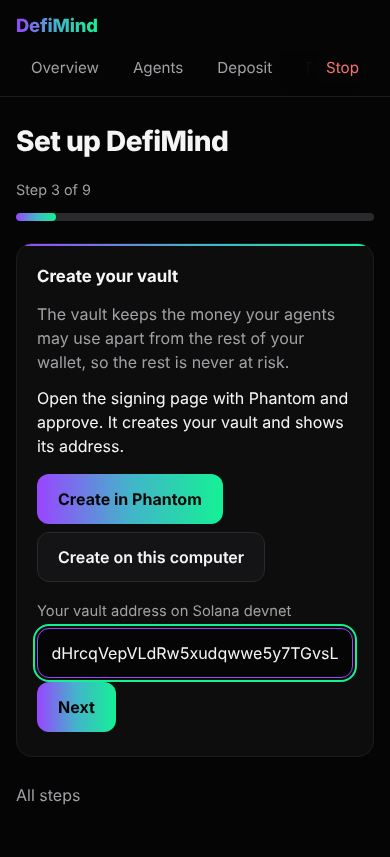 DefiMind
Overview Agents Deposit Stop
Set up DefiMind
Step 3 of 9
Create your vault
The vault keeps the money your agents
may use apart from the rest of your
wallet, so the rest is never at risk.
Open the signing page with Phantom and
approve. It creates your vault and shows
its address.
Create in Phantom
Create on this computer
Your vault address on Solana devnet
dHrcqVepVLdRw5xudqwwe5y7TGvsL
Next
All steps